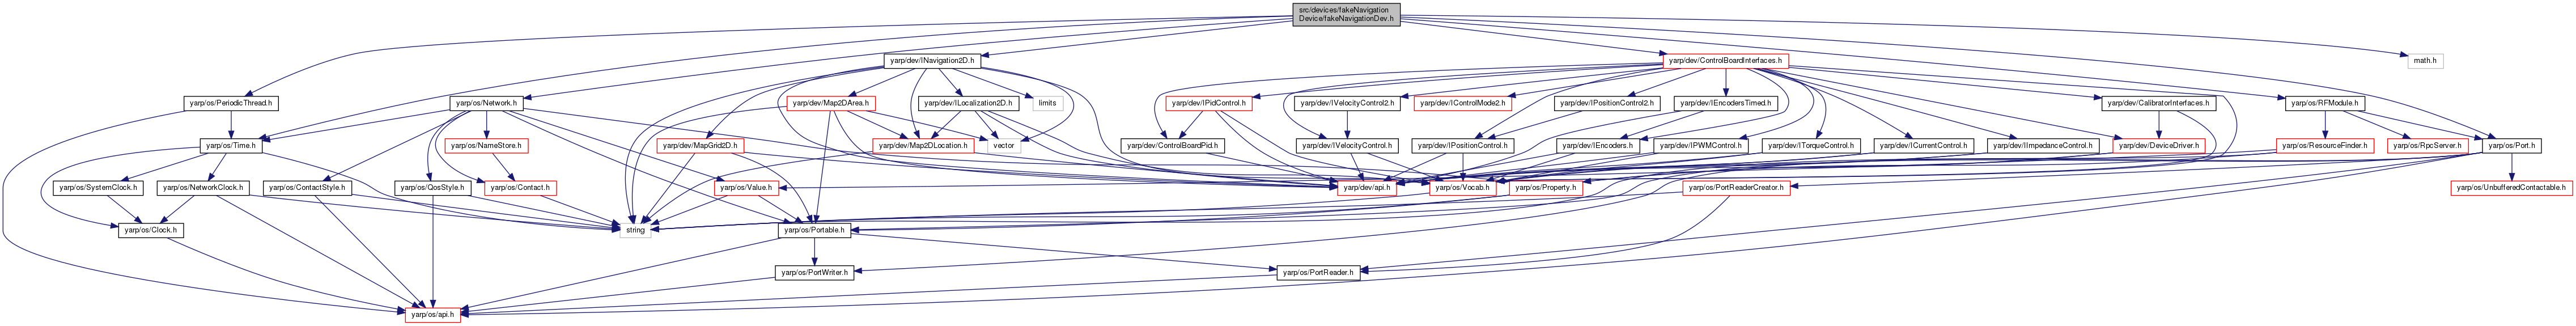 src/devices/fakeNavigation
Device/fakeNavigationDev.h
yarp/dev/INavigation2D.h
yarp/dev/ControlBoardInterfaces.h
math.h
yarp/os/PeriodicThread.h
yarp/os/Network.h
yarp/dev/Map2DArea.h
yarp/dev/ILocalization2D.h
limits
yarp/dev/IPidControl.h
yarp/dev/IVelocityControl2.h
yarp/dev/IControlMode2.h
yarp/dev/IPositionControl2.h
yarp/dev/IEncodersTimed.h
yarp/dev/CalibratorInterfaces.h
yarp/os/RFModule.h
yarp/os/Time.h
yarp/os/NameStore.h
yarp/dev/MapGrid2D.h
yarp/dev/Map2DLocation.h
vector
yarp/dev/ControlBoardPid.h
yarp/dev/IVelocityControl.h
yarp/dev/IPositionControl.h
yarp/dev/IEncoders.h
yarp/dev/IPWMControl.h
yarp/dev/ITorqueControl.h
yarp/dev/ICurrentControl.h
yarp/dev/IImpedanceControl.h
yarp/dev/DeviceDriver.h
yarp/os/ResourceFinder.h
yarp/os/RpcServer.h
yarp/os/Port.h
yarp/os/SystemClock.h
yarp/os/NetworkClock.h
yarp/os/ContactStyle.h
yarp/os/QosStyle.h
yarp/os/Contact.h
yarp/os/Value.h
yarp/dev/api.h
yarp/os/Vocab.h
yarp/os/Property.h
yarp/os/PortReaderCreator.h
yarp/os/UnbufferedContactable.h
yarp/os/Clock.h
string
yarp/os/Portable.h
yarp/os/PortWriter.h
yarp/os/PortReader.h
yarp/os/api.h